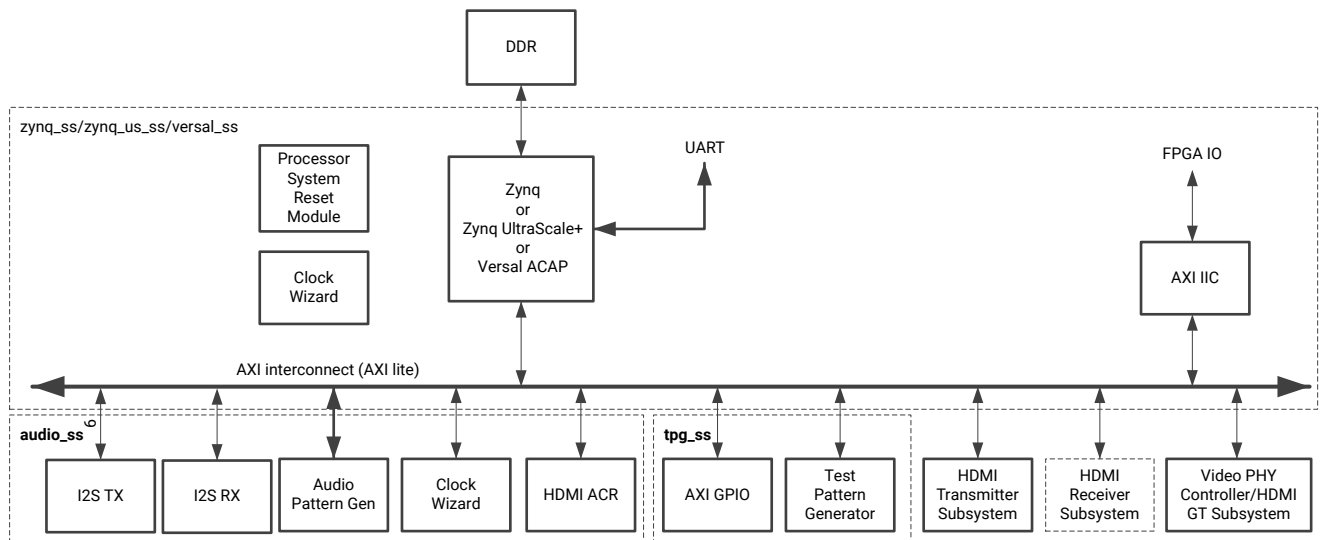 DDR
zynq_ss/zynq_us_ss/versal_ss
Processor
System
Reset
Module
Clock
Wizard
Zynq
or
Zynq UltraScale+
or
Versal ACAP
UART
FPGA IO
AXI IIC
AXI interconnect (AXI lite)
audio_ss
6
I2S TX
I2S RX
Audio
Pattern Gen
Clock
Wizard
HDMI ACR
tpg_ss
AXI GPIO
Test
Pattern
Generator
HDMI
Transmitter
Subsystem
HDMI
Receiver
Subsystem
Video PHY
Controller/HDMI
GT Subsystem